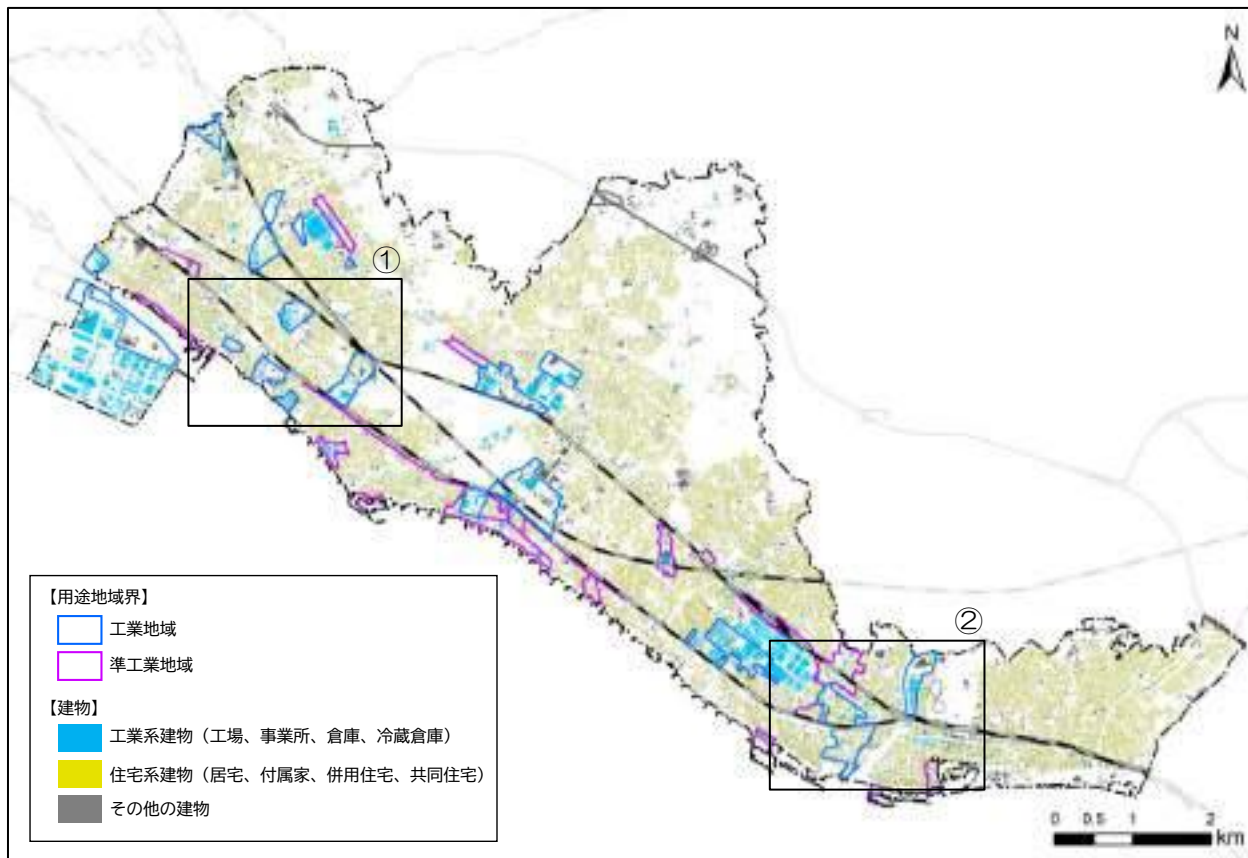 N
①
②
【用途地域界】
工業地域
準工業地域
【建物】
工業系建物（工場、事業所、倉庫、冷蔵倉庫）
住宅系建物（居宅、付属家、併用住宅、共同住宅）
その他の建物
0 0.5 1 2
km